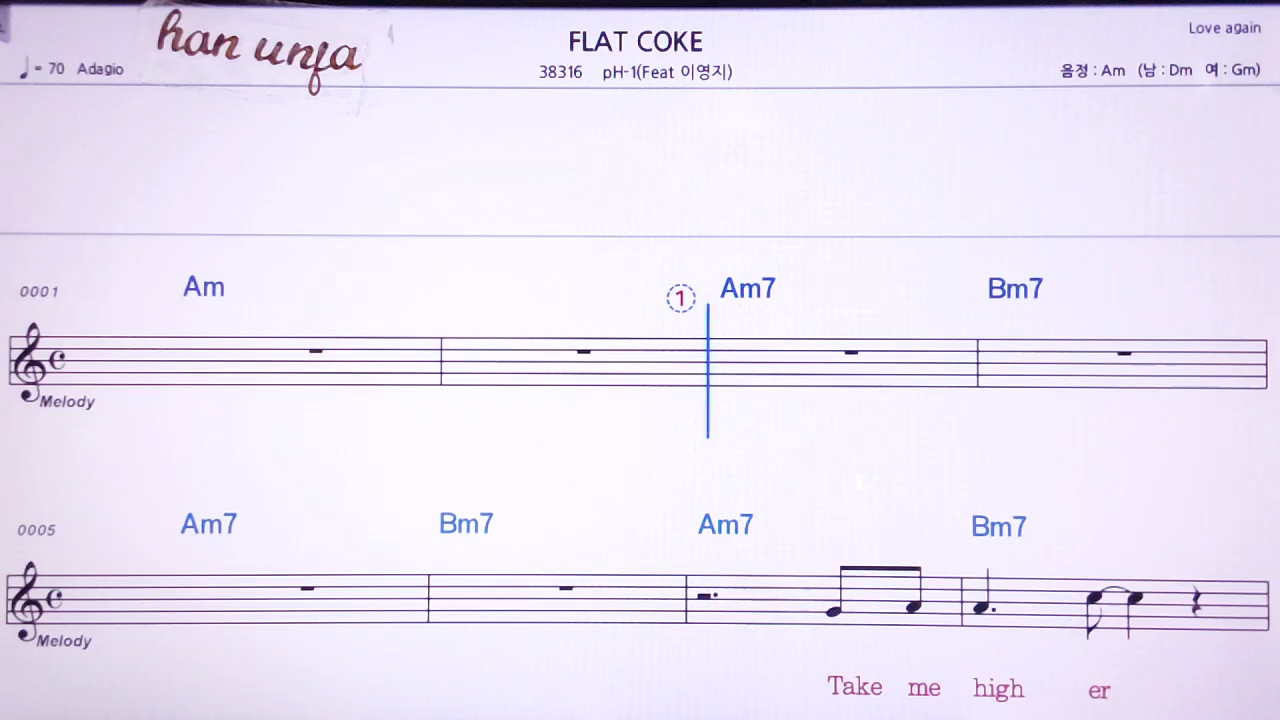 han unfa
FLAT COKE
Love again
= 70 Adagio
38316 pH-1(Feat 이영지)
음정 : Am (남 : Dm 여 : Gm)
0001
Am
1
Am7
Bm7
Melody
0005
Am7
Bm7
Am7
Bm7
Melody
Take me high er